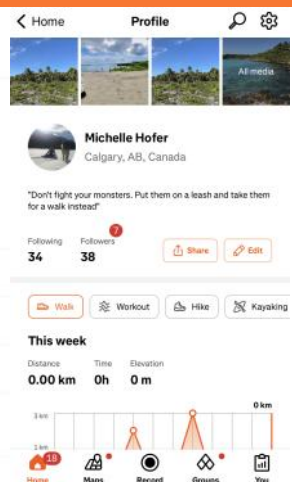 Home
Profile
All media
Michelle Hofer
Calgary, AB, Canada
"Don't fight your monsters. Put them on a leash and take them
for a walk instead"
Following
Followers
7
34
38
Share
Edit
Walk
Workout
Hike
Kayaking
This week
Distance
Time
Elevation
0.00 km
0h
0 m
0 km
3 km
18
Home
Maps
Record
Groups
You